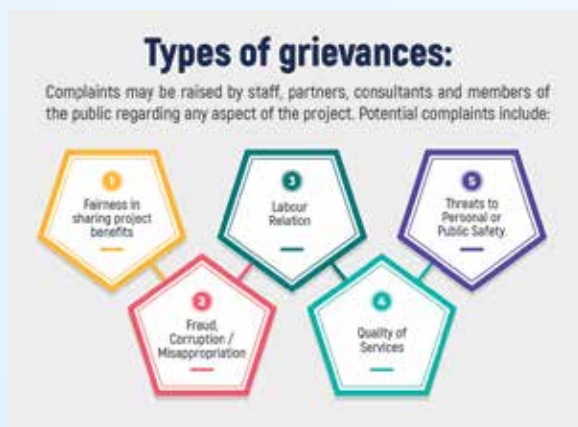 Types of grievances:
Complaints may be raised by staff, partners, consultants and members of
the public regarding any aspect of the project. Potential complaints include:
1
Fairness in
sharing project
benefits
2
Fraud,
Corruption /
Misappropriation
3
Labour
Relation
4
Quality of
Services
5
Threats to
Personal or
Public Safety.